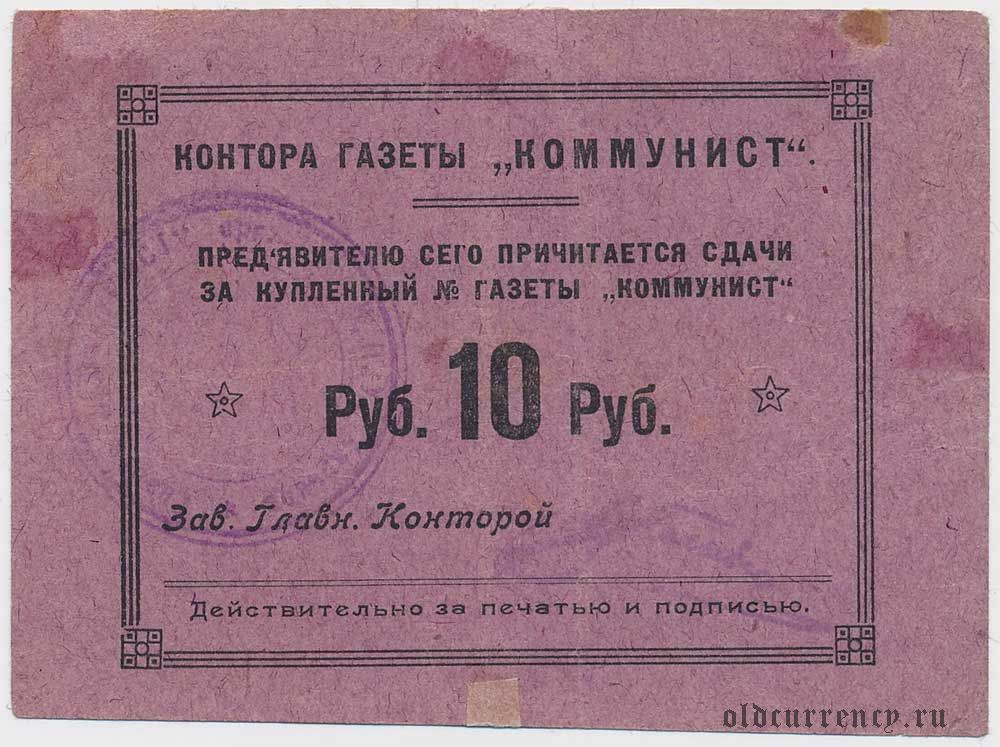 КОНТОРА ГАЗЕТЫ „КОММУНИСТ“.
ПРЕД'ЯВИТЕЛЮ СЕГО ПРИЧИТАЕТСЯ СДАЧИ
ЗА КУПЛЕННЫЙ № ГАЗЕТЫ „КОММУНИСТ“
Руб. 10 Руб.
Зав. Главн. Конторой
Действительно за печатью и подписью.
oldcurrency.ru